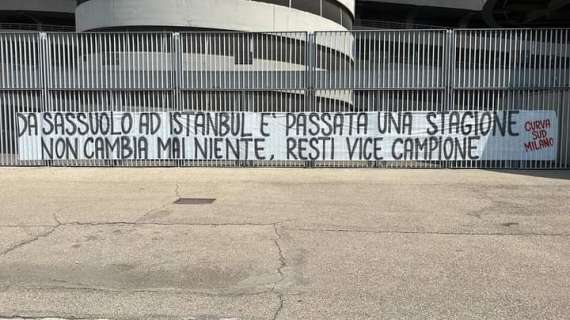 DA SASSUOLO AD ISTANBUL E' PASSATA UNA STAGIONE
NON CAMBIA MAI NIENTE, RESTI VICE CAMPIONE
CURVA
SUD
MILANO